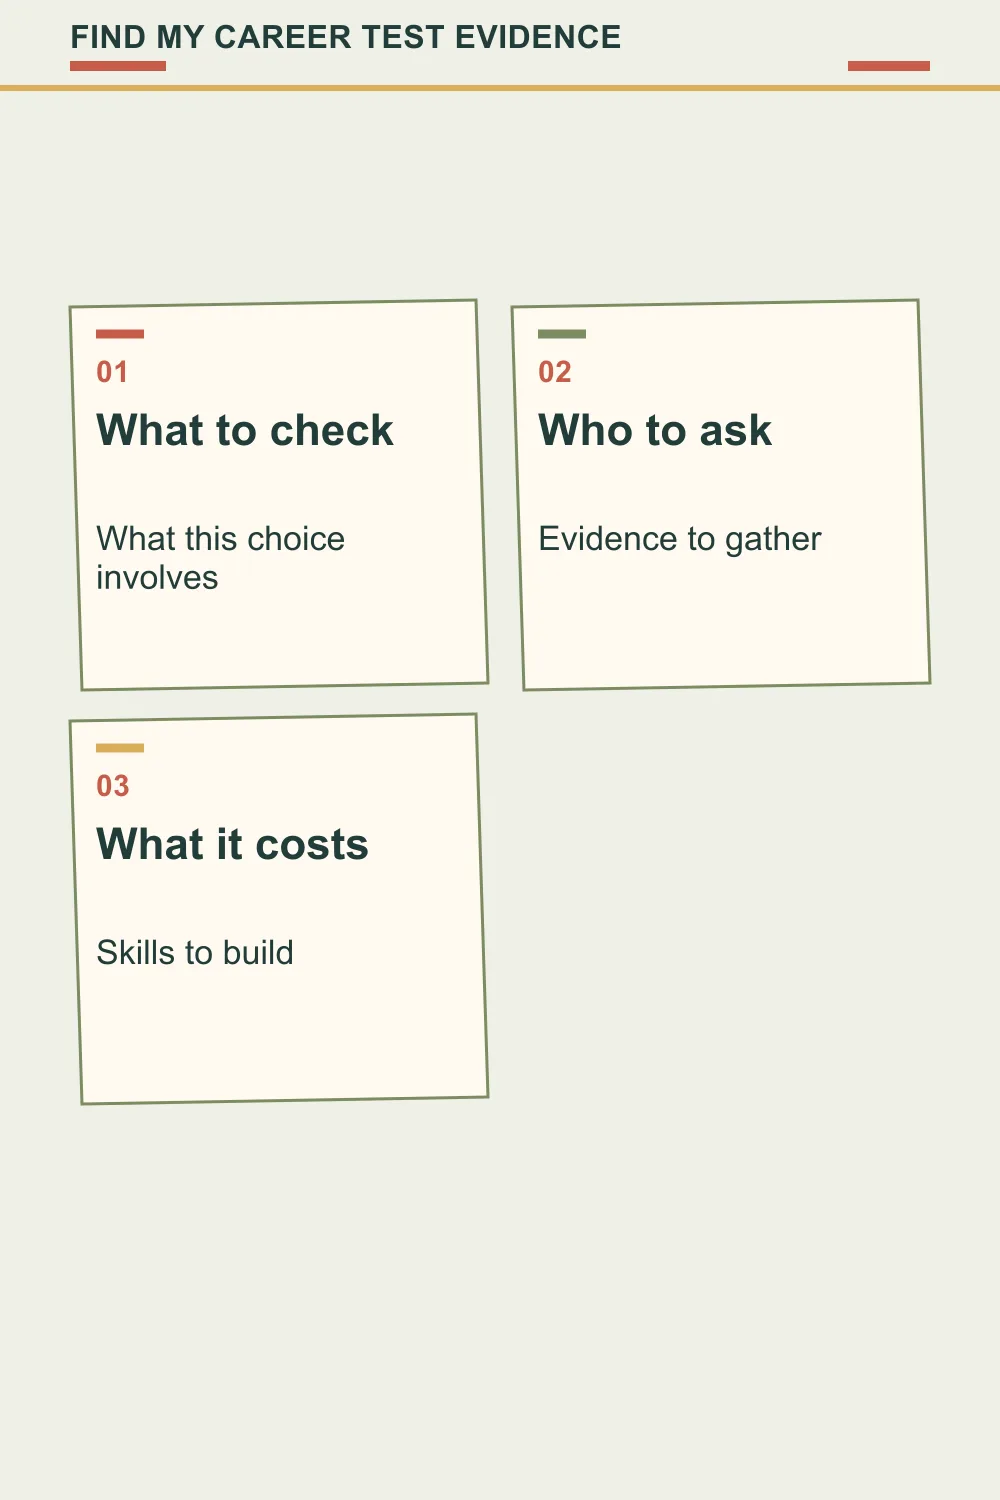 FIND MY CAREER TEST EVIDENCE
01
What to check
What this choice
involves
02
Who to ask
Evidence to gather
03
What it costs
Skills to build